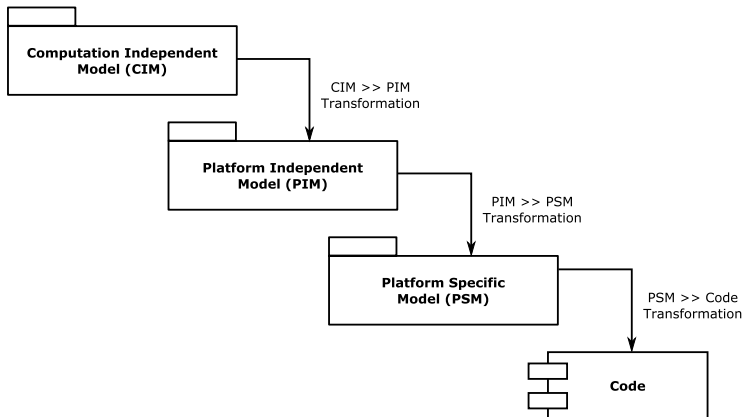 Computation Independent
Model (CIM)
CIM >> PIM
Transformation
Platform Independent
Model (PIM)
PIM >> PSM
Transformation
Platform Specific
Model (PSM)
PSM >> Code
Transformation
Code